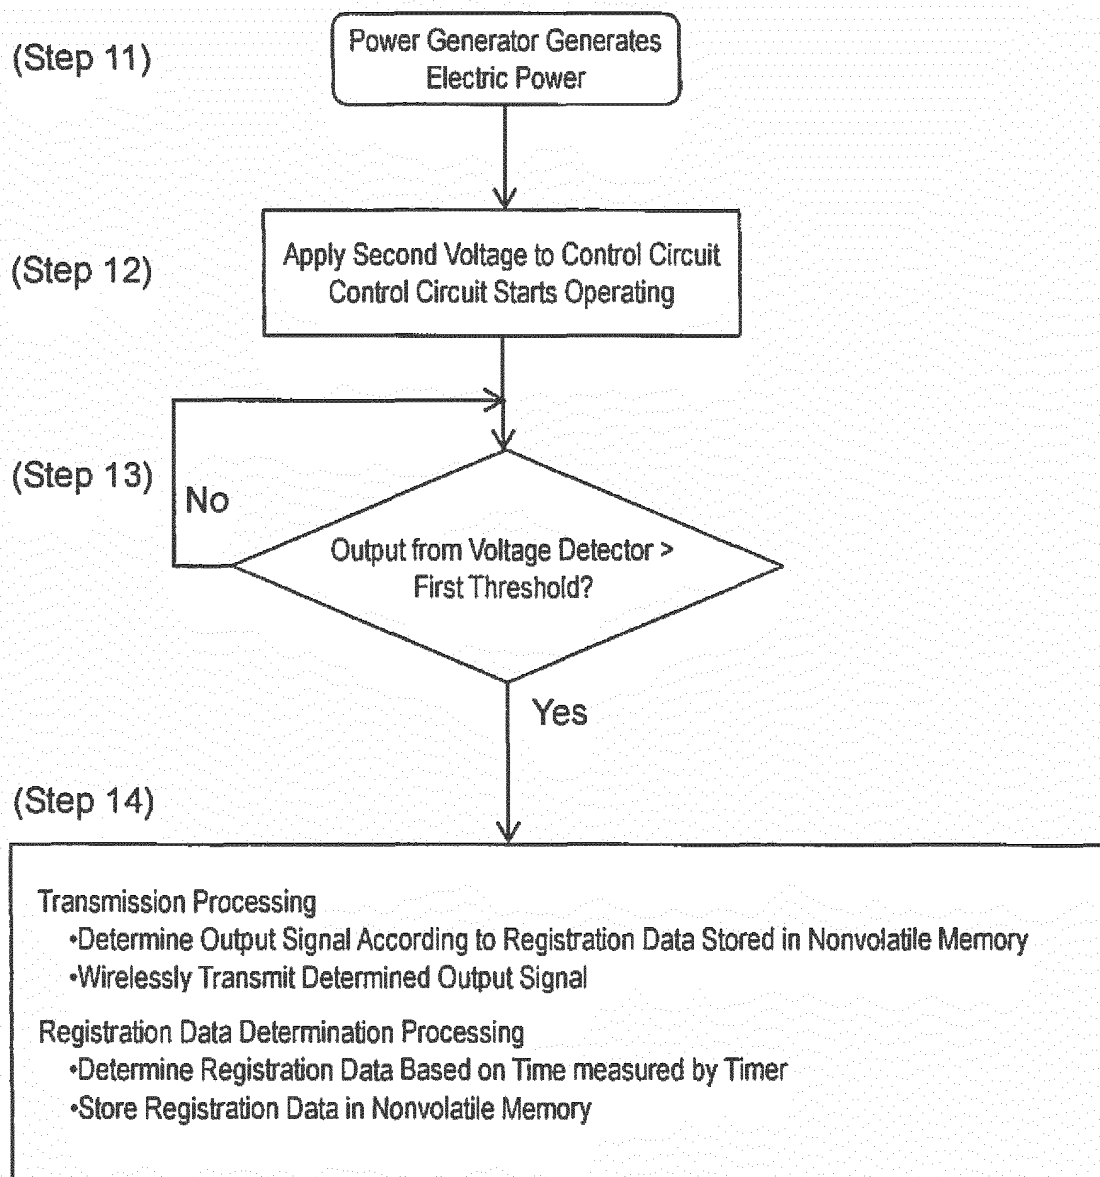 (Step 11)
Power Generator Generates
Electric Power
(Step 12)
Apply Second Voltage to Control Circuit
Control Circuit Starts Operating
(Step 13)
No
Output from Voltage Detector >
First Threshold?
Yes
(Step 14)
Transmission Processing
•Determine Output Signal According to Registration Data Stored in Nonvolatile Memory
•Wirelessly Transmit Determined Output Signal
Registration Data Determination Processing
•Determine Registration Data Based on Time measured by Timer
•Store Registration Data in Nonvolatile Memory